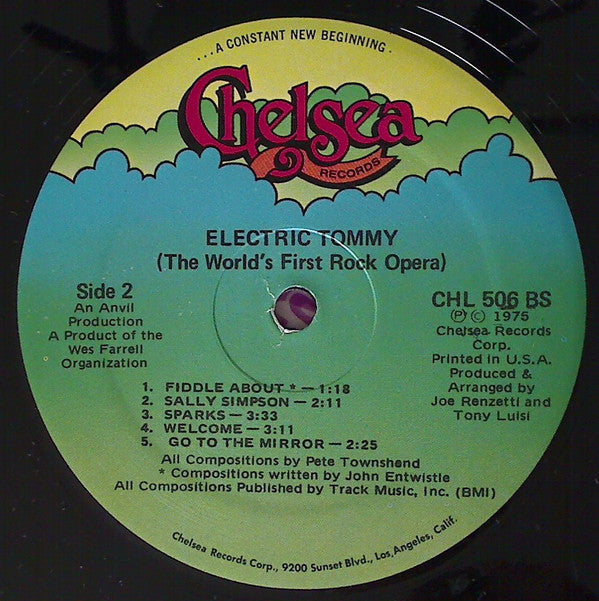 ...A CONSTANT NEW BEGINNING.
Chelsea
RECORDS
ELECTRIC TOMMY
(The World's First Rock Opera)
Side 2
An Anvil
Production
A Product of the
Wes Farrell
Organization
CHL 506 BS
Ⓟ © 1975
Chelsea Records
Corp.
Printed in U.S.A.
Produced &
Arranged by
Joe Renzetti and
Tony Luisi
1. FIDDLE ABOUT * — 1:18
2. SALLY SIMPSON — 2:11
3. SPARKS — 3:33
4. WELCOME — 3:11
5. GO TO THE MIRROR — 2:25
All Compositions by Pete Townshend
* Compositions written by John Entwistle
All Compositions Published by Track Music, Inc. (BMI)
Chelsea Records Corp., 9200 Sunset Blvd., Los Angeles, Calif.